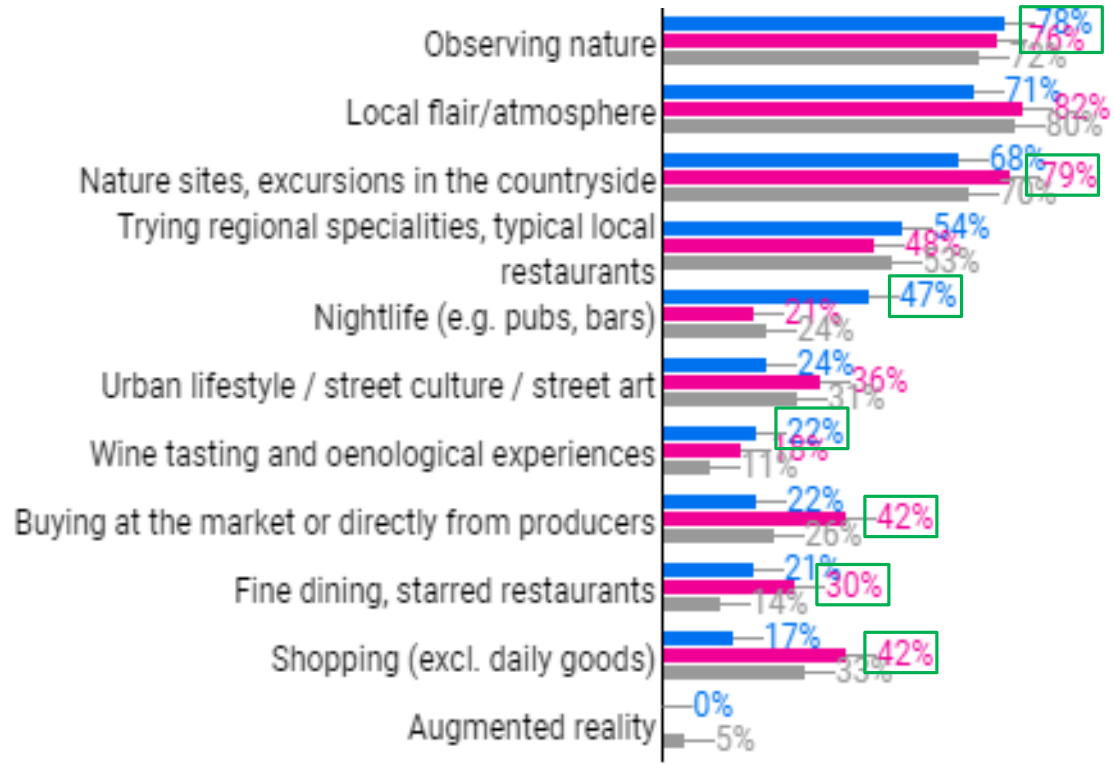 Observing nature
78%
76%
72%
Local flair/atmosphere
71%
82%
80%
Nature sites, excursions in the countryside
68%
79%
70%
Trying regional specialities, typical local
restaurants
54%
48%
53%
Nightlife (e.g. pubs, bars)
47%
21%
24%
Urban lifestyle / street culture / street art
24%
36%
31%
Wine tasting and oenological experiences
22%
18%
11%
Buying at the market or directly from producers
22%
42%
26%
Fine dining, starred restaurants
21%
30%
14%
Shopping (excl. daily goods)
17%
42%
33%
Augmented reality
0%
5%